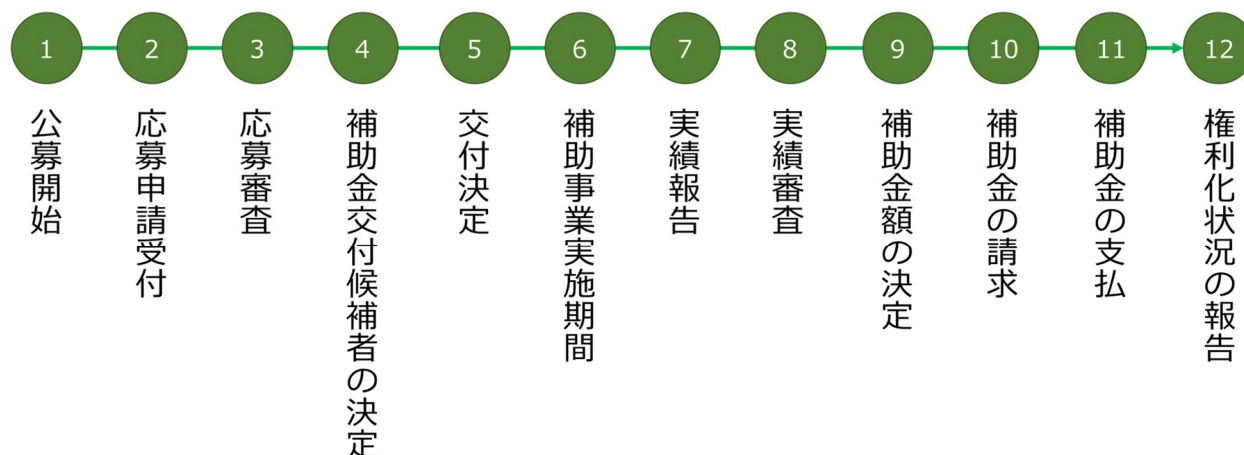 1
公募開始
2
応募申請受付
3
応募審査
4
補助金交付候補者の決定
5
交付決定
6
補助事業実施期間
7
実績報告
8
実績審査
9
補助金額の決定
10
補助金の請求
11
補助金の支払
12
権利化状況の報告